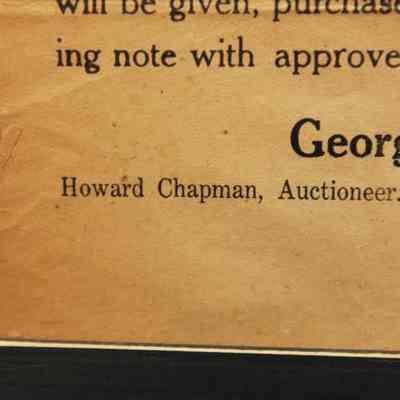 will be given, purchase
ing note with approve
Georg
Howard Chapman, Auctioneer.